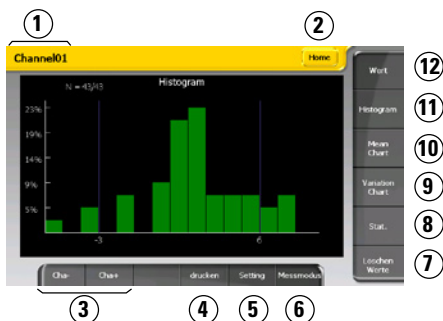 1
2
Channel01
Home
N = 43/43
Histogram
23%
19%
14%
9%
5%
-3
6
Wert
12
Histogram
11
Mean
Chart
10
Variation
Chart
9
Stat.
8
Löschen
Werte
7
Cha-
Cha+
drucken
Setting
Messmodus
3
4
5
6